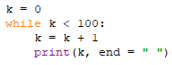 k = 0
while k < 100:
    k = k + 1
    print(k, end = " ")